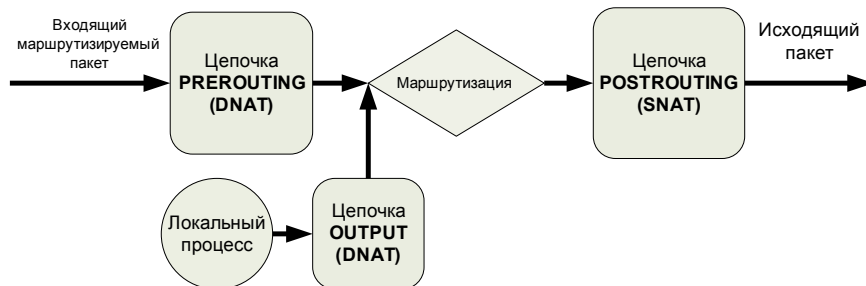 Входящий
маршрутизируемый
пакет
Цепочка
PREROUTING
(DNAT)
Маршрутизация
Цепочка
POSTROUTING
(SNAT)
Исходящий
пакет
Локальный
процесс
Цепочка
OUTPUT
(DNAT)